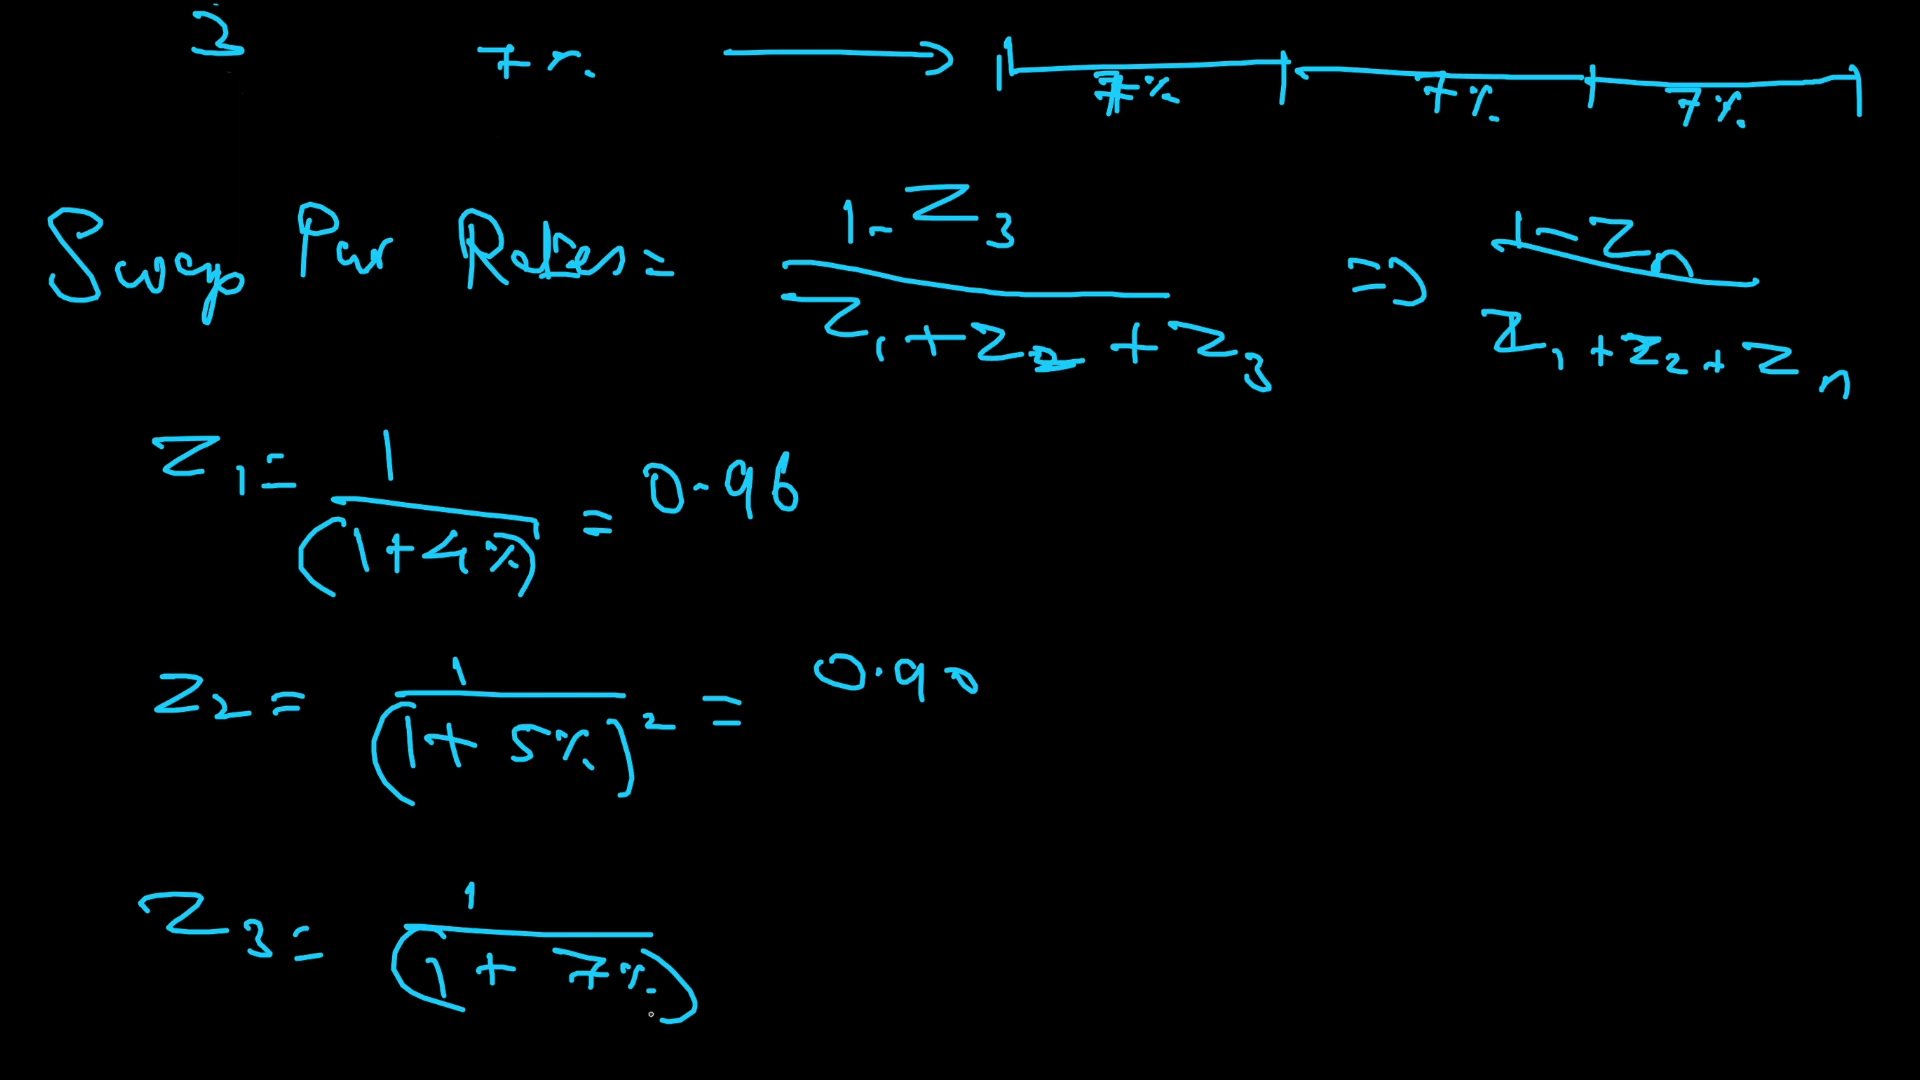 3 7% → 7% 7% 7%
Swap Par Rates = (1 - Z₃) / (Z₁ + Z₂ + Z₃) ⇒ (1 - Zₙ) / (Z₁ + Z₂ + Zₙ)
Z₁ = 1 / (1 + 4%) = 0.96
Z₂ = 1 / (1 + 5%)² = 0.90
Z₃ = 1 / (1 + 7%)